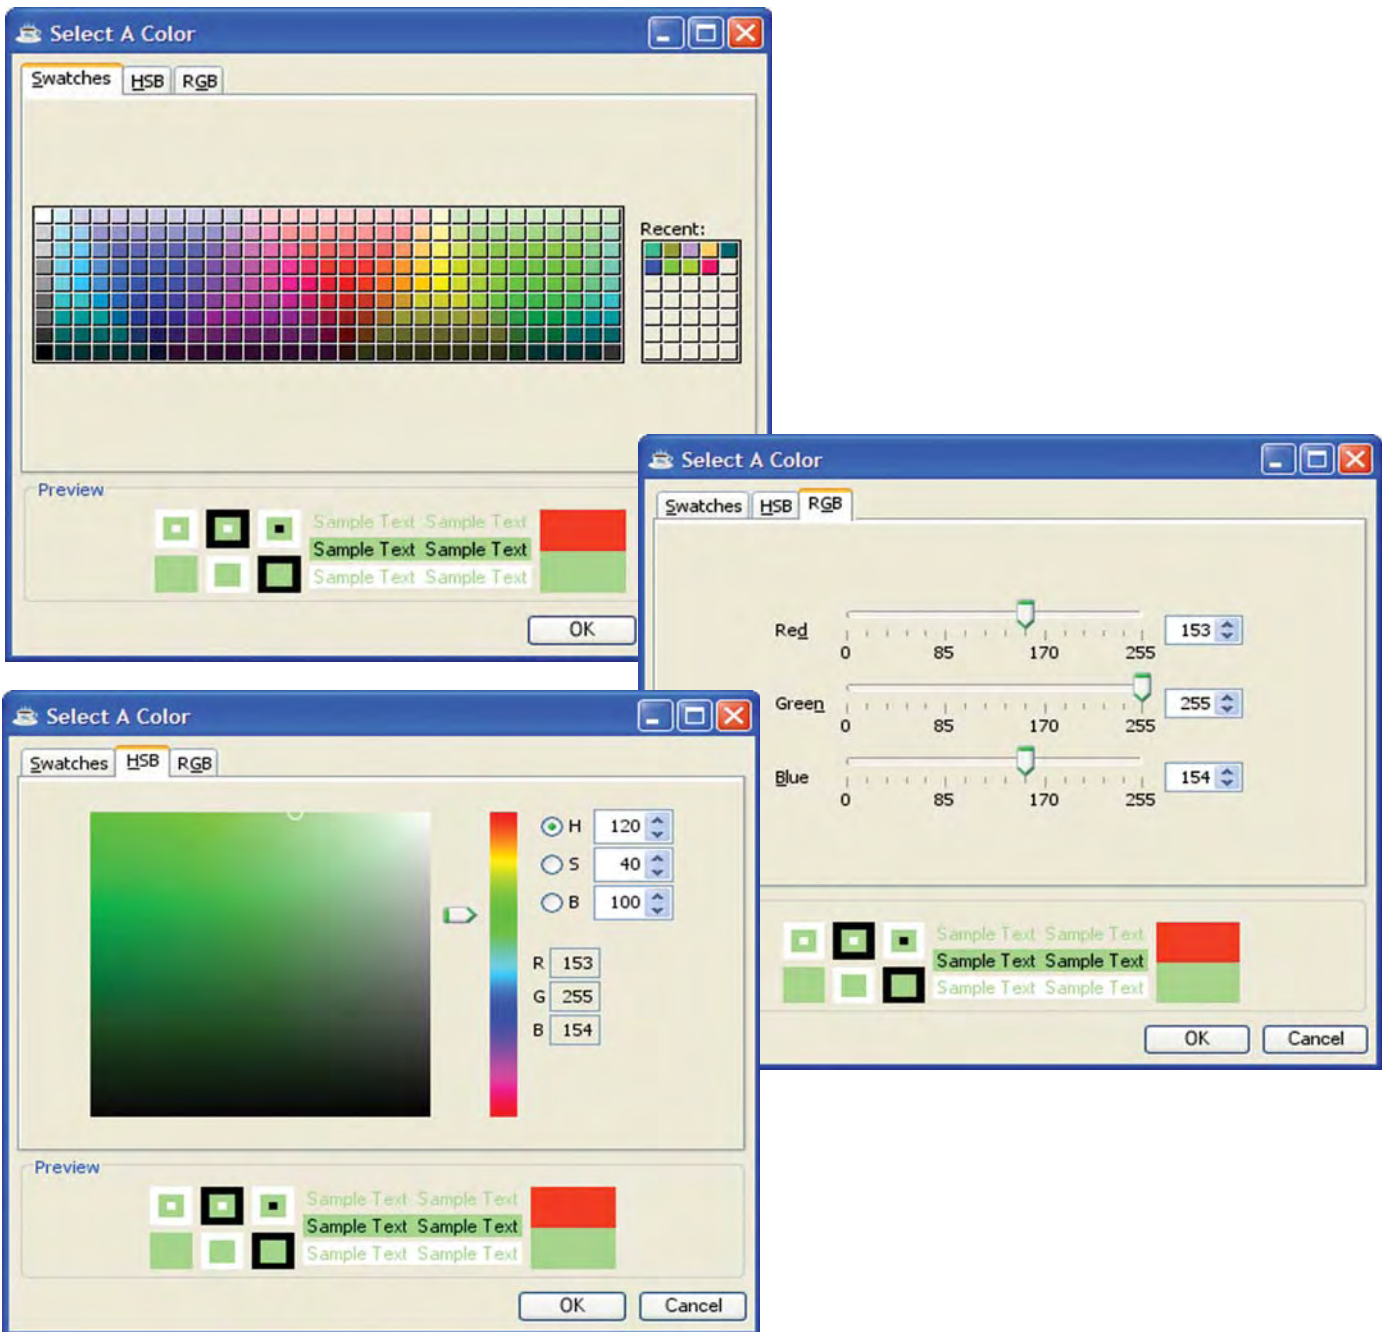 Select A Color
Swatches HSB RGB
Recent:
Preview
Sample Text Sample Text
Sample Text Sample Text
Sample Text Sample Text
OK
Select A Color
Swatches HSB RGB
Red 153
0 85 170 255
Green 255
0 85 170 255
Blue 154
0 85 170 255
Sample Text Sample Text
Sample Text Sample Text
Sample Text Sample Text
OK Cancel
Select A Color
Swatches HSB RGB
H 120
S 40
B 100
R 153
G 255
B 154
Preview
Sample Text Sample Text
Sample Text Sample Text
Sample Text Sample Text
OK Cancel